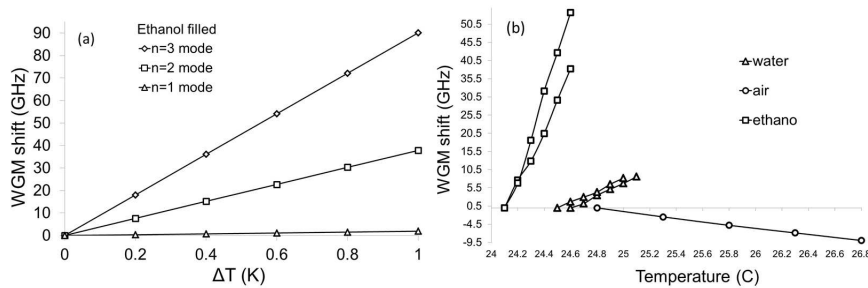 (a)
Ethanol filled
n=3 mode
n=2 mode
n=1 mode
WGM shift (GHz)
90
80
70
60
50
40
30
20
10
0
0 0.2 0.4 0.6 0.8 1
ΔT (K)
(b)
water
air
ethano
WGM shift (GHz)
50.5
45.5
40.5
35.5
30.5
25.5
20.5
15.5
10.5
5.5
0.5
-4.5
-9.5
24 24.2 24.4 24.6 24.8 25 25.2 25.4 25.6 25.8 26 26.2 26.4 26.6 26.8
Temperature (C)